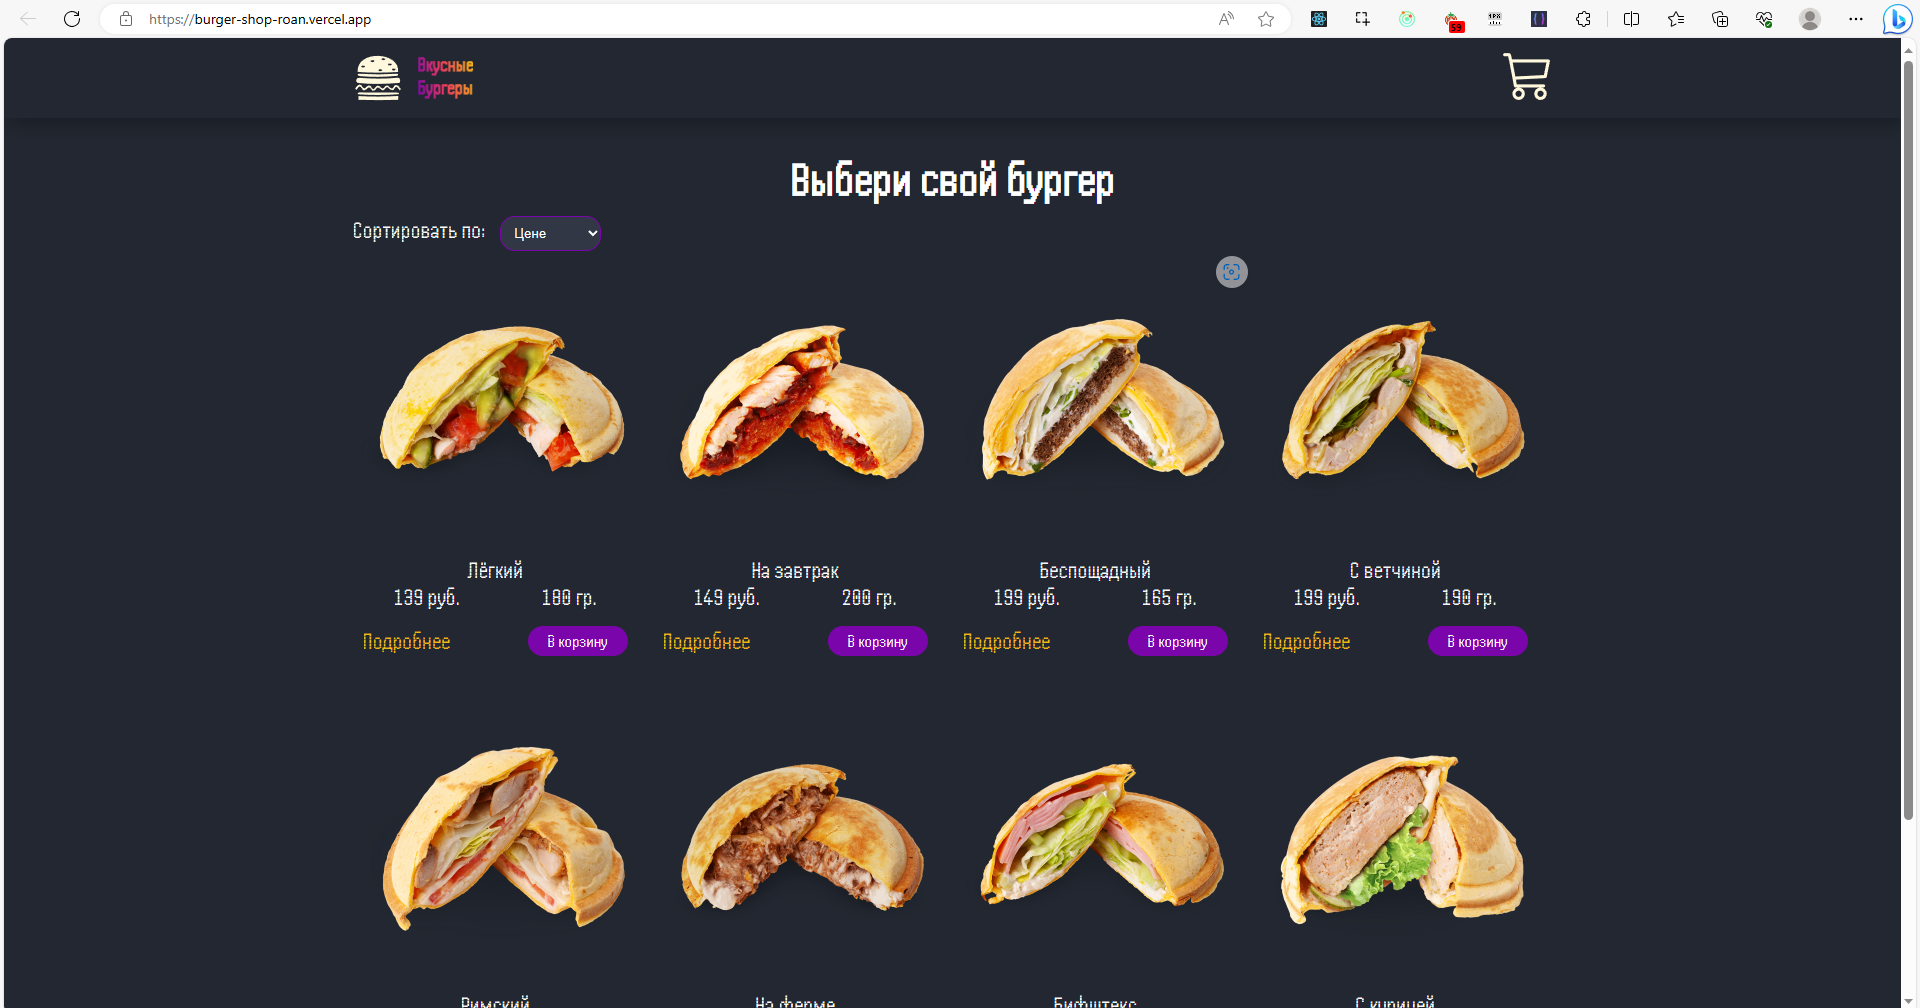 https://burger-shop-roan.vercel.app
59
Вкусные
Бургеры
Выбери свой бургер
Сортировать по: Цене
Лёгкий На завтрак Беспощадный С ветчиной
139 руб. 180 гр. 149 руб. 200 гр. 199 руб. 165 гр. 199 руб. 190 гр.
Подробнее В корзину Подробнее В корзину Подробнее В корзину Подробнее В корзину
Римский На ферме Бифштекс С курицей